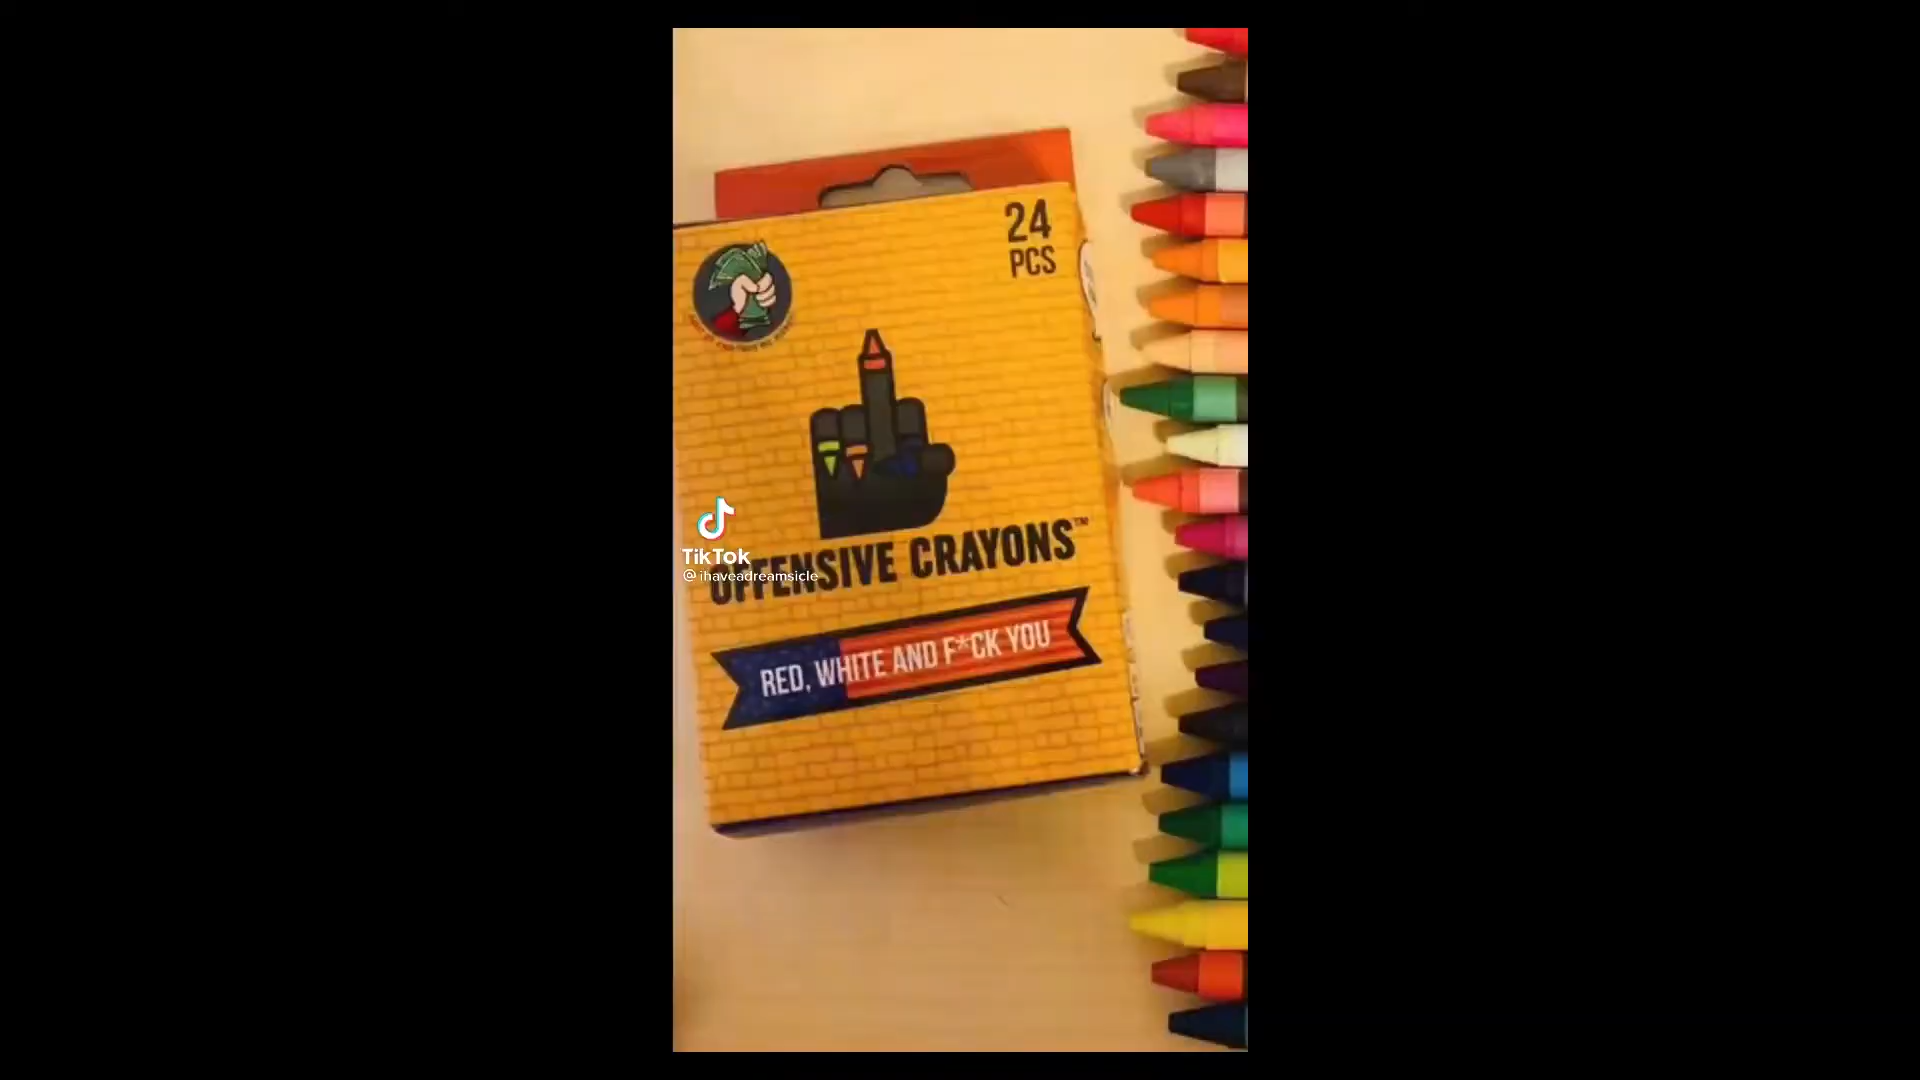 24
PCS
TikTok
@ ihaveadreamsicle
OFFENSIVE CRAYONS™
RED, WHITE AND F*CK YOU